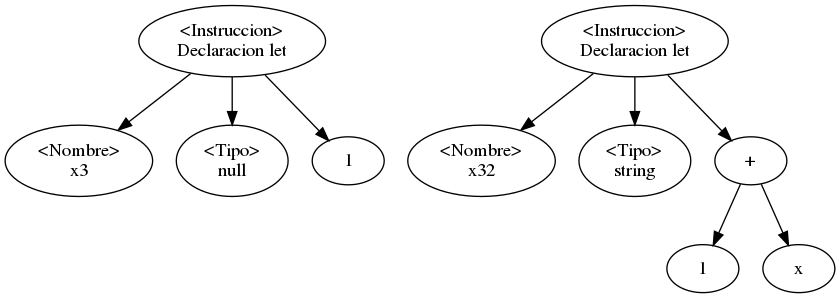 <Instruccion>
Declaracion let
<Nombre>
x3
<Tipo>
null
1
<Instruccion>
Declaracion let
<Nombre>
x32
<Tipo>
string
+
1
x